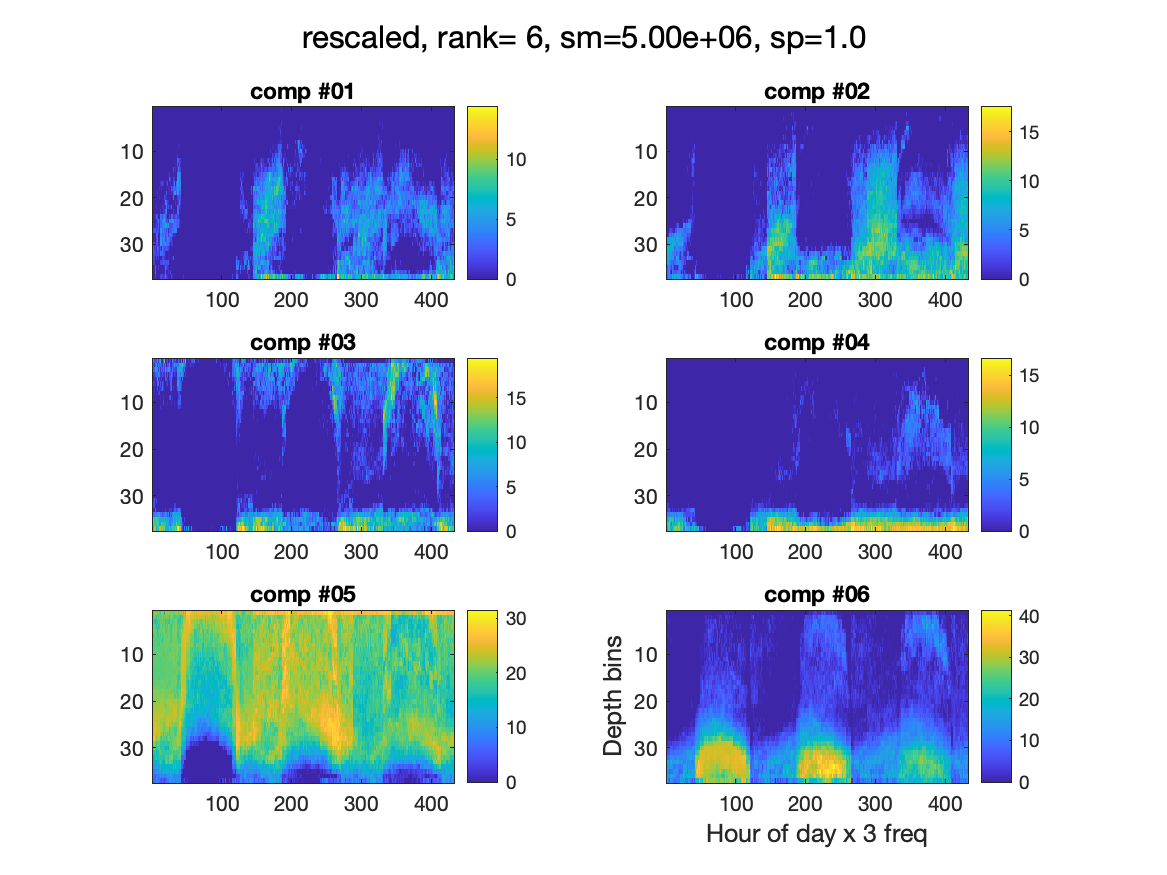 rescaled, rank= 6, sm=5.00e+06, sp=1.0
comp #01
10
20
30
100 200 300 400
10
5
0
comp #02
10
20
30
100 200 300 400
15
10
5
0
comp #03
10
20
30
100 200 300 400
15
10
5
0
comp #04
10
20
30
100 200 300 400
15
10
5
0
comp #05
10
20
30
100 200 300 400
30
20
10
0
comp #06
Depth bins
10
20
30
100 200 300 400
40
30
20
10
0
Hour of day x 3 freq